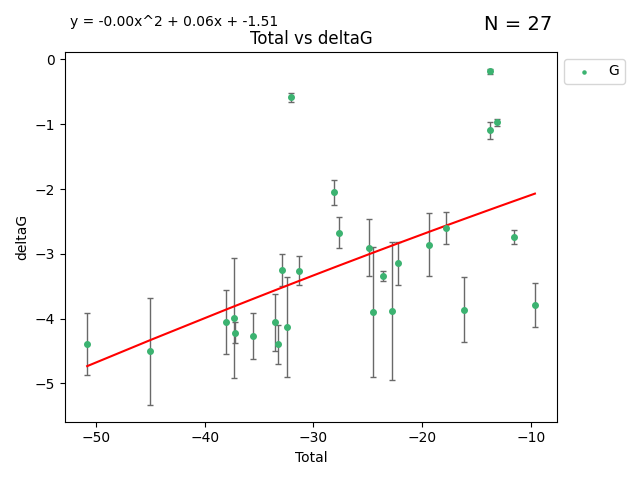 y = -0.00x^2 + 0.06x + -1.51
N = 27
Total vs deltaG
G
0
−1
−2
−3
−4
−5
deltaG
−50
−40
−30
−20
−10
Total